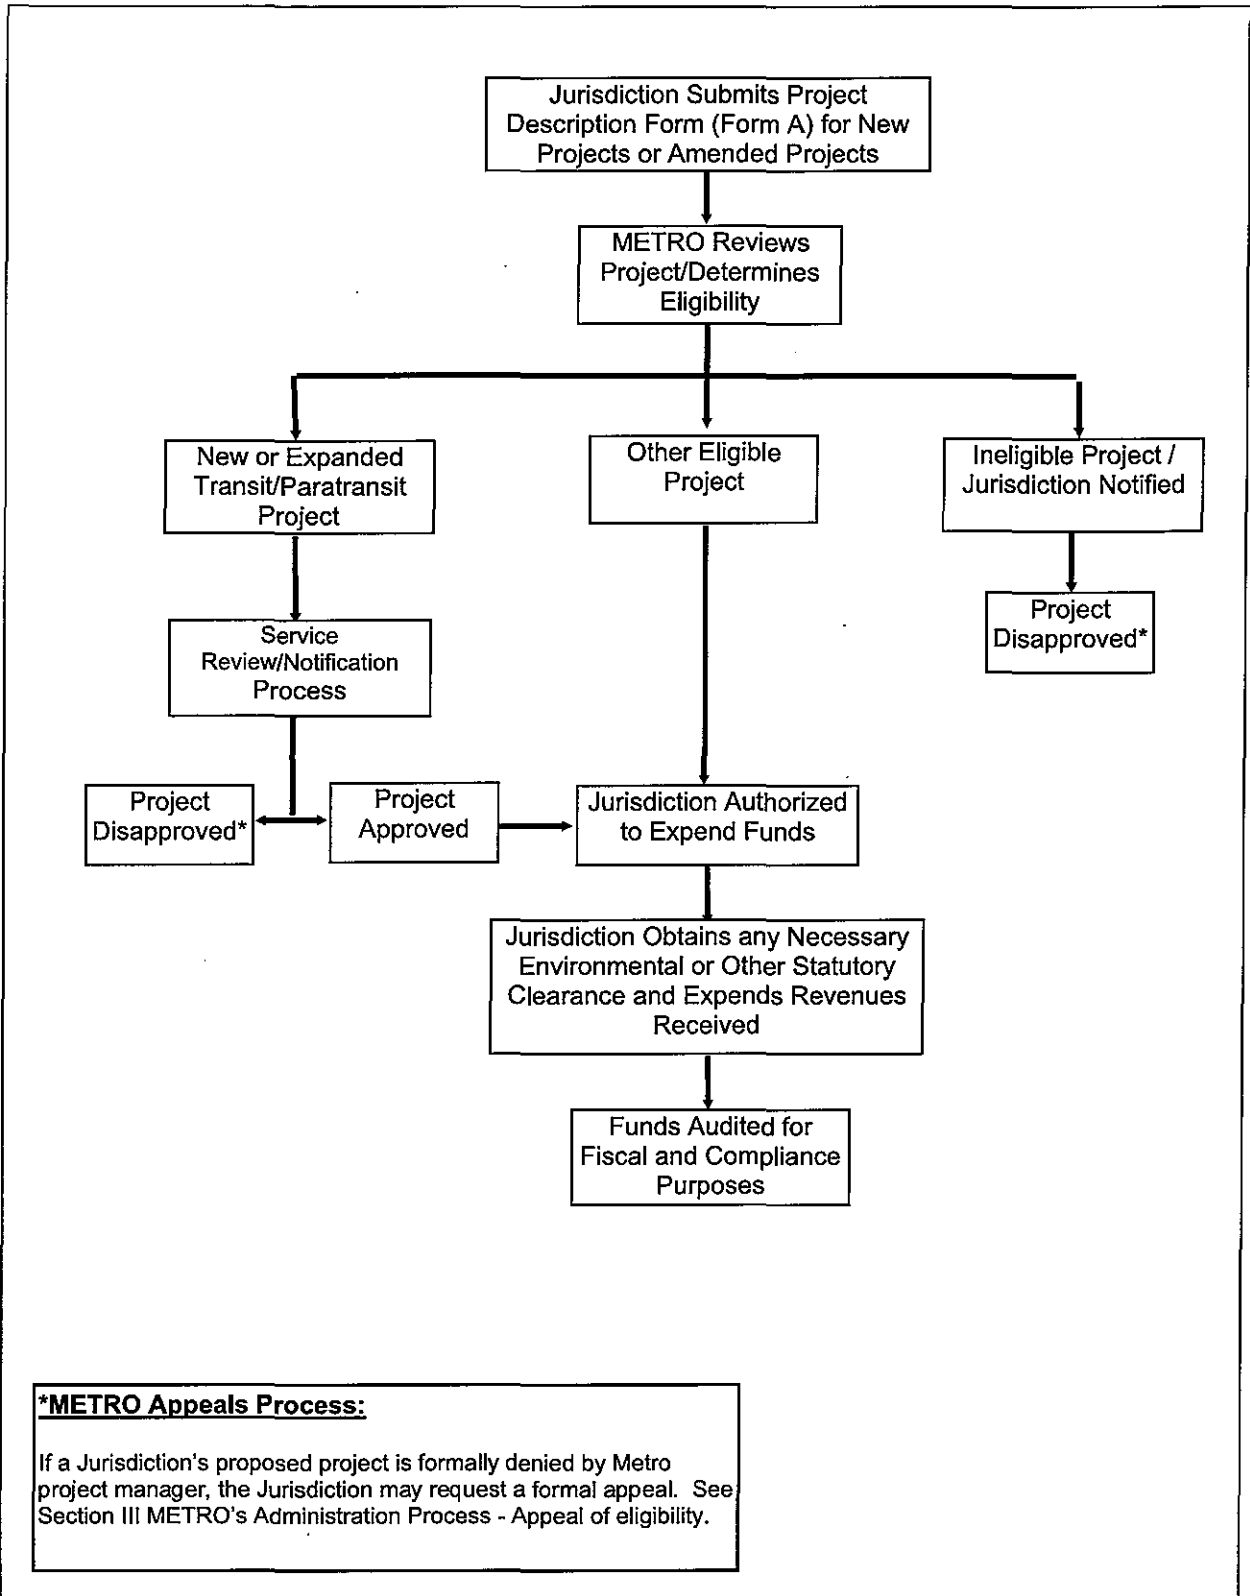 Jurisdiction Submits Project
Description Form (Form A) for New
Projects or Amended Projects
METRO Reviews
Project/Determines
Eligibility
New or Expanded
Transit/Paratransit
Project
Other Eligible
Project
Ineligible Project /
Jurisdiction Notified
Project
Disapproved*
Service
Review/Notification
Process
Project
Disapproved*
Project
Approved
Jurisdiction Authorized
to Expend Funds
Jurisdiction Obtains any Necessary
Environmental or Other Statutory
Clearance and Expends Revenues
Received
Funds Audited for
Fiscal and Compliance
Purposes
*METRO Appeals Process:
If a Jurisdiction's proposed project is formally denied by Metro
project manager, the Jurisdiction may request a formal appeal. See
Section III METRO's Administration Process - Appeal of eligibility.